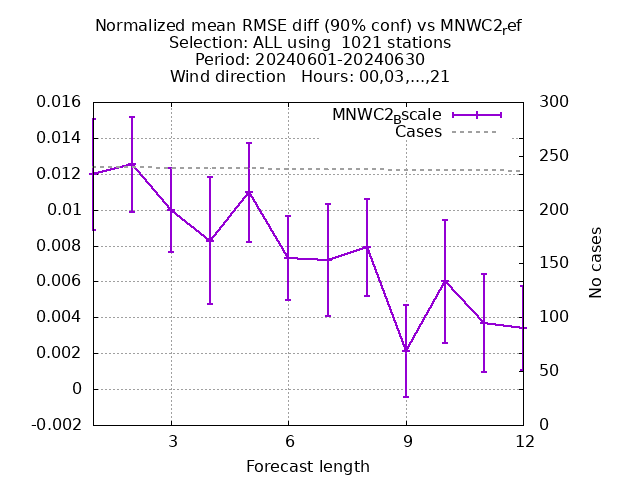 Normalized mean RMSE diff (90% conf) vs MNWC2ref
Selection: ALL using  1021 stations
Period: 20240601-20240630
Wind direction   Hours: 00,03,...,21
MNWC2Bscale
Cases
0.016
0.014
0.012
0.01
0.008
0.006
0.004
0.002
0
-0.002
300
250
200
150
100
50
0
No cases
3
6
9
12
Forecast length